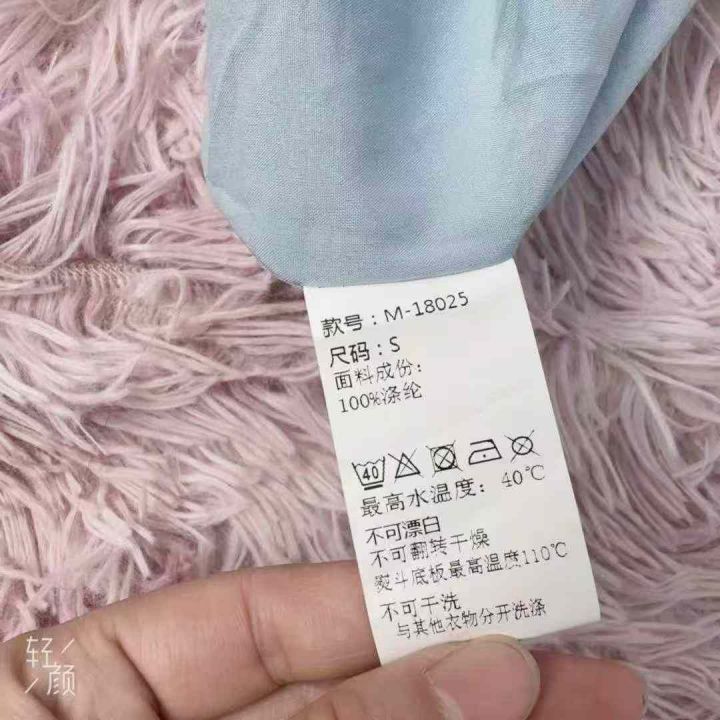 款号：M-18025
尺码：S
面料成份：
100%涤纶
40
最高水温度：40℃
不可漂白
不可翻转干燥
熨斗底板最高温度110℃
不可干洗
与其他衣物分开洗涤
轻
颜